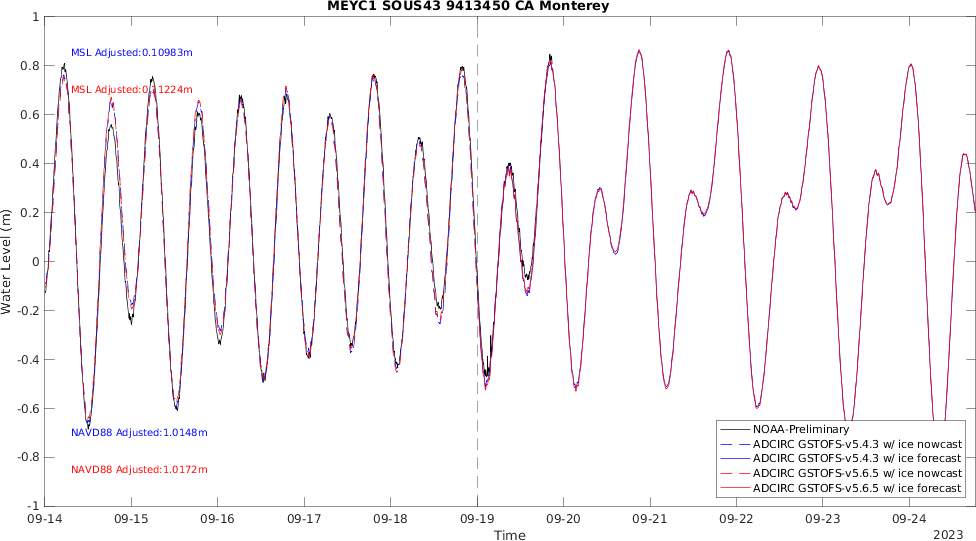 MEYC1 SOUS43 9413450 CA Monterey
1
0.8
0.6
0.4
0.2
0
-0.2
-0.4
-0.6
-0.8
-1
Water Level (m)
MSL Adjusted:0.10983m
MSL Adjusted:0.11224m
NAVD88 Adjusted:1.0148m
NAVD88 Adjusted:1.0172m
NOAA-Preliminary
ADCIRC GSTOFS-v5.4.3 w/ ice nowcast
ADCIRC GSTOFS-v5.4.3 w/ ice forecast
ADCIRC GSTOFS-v5.6.5 w/ ice nowcast
ADCIRC GSTOFS-v5.6.5 w/ ice forecast
09-14 09-15 09-16 09-17 09-18 09-19 09-20 09-21 09-22 09-23 09-24
Time
2023